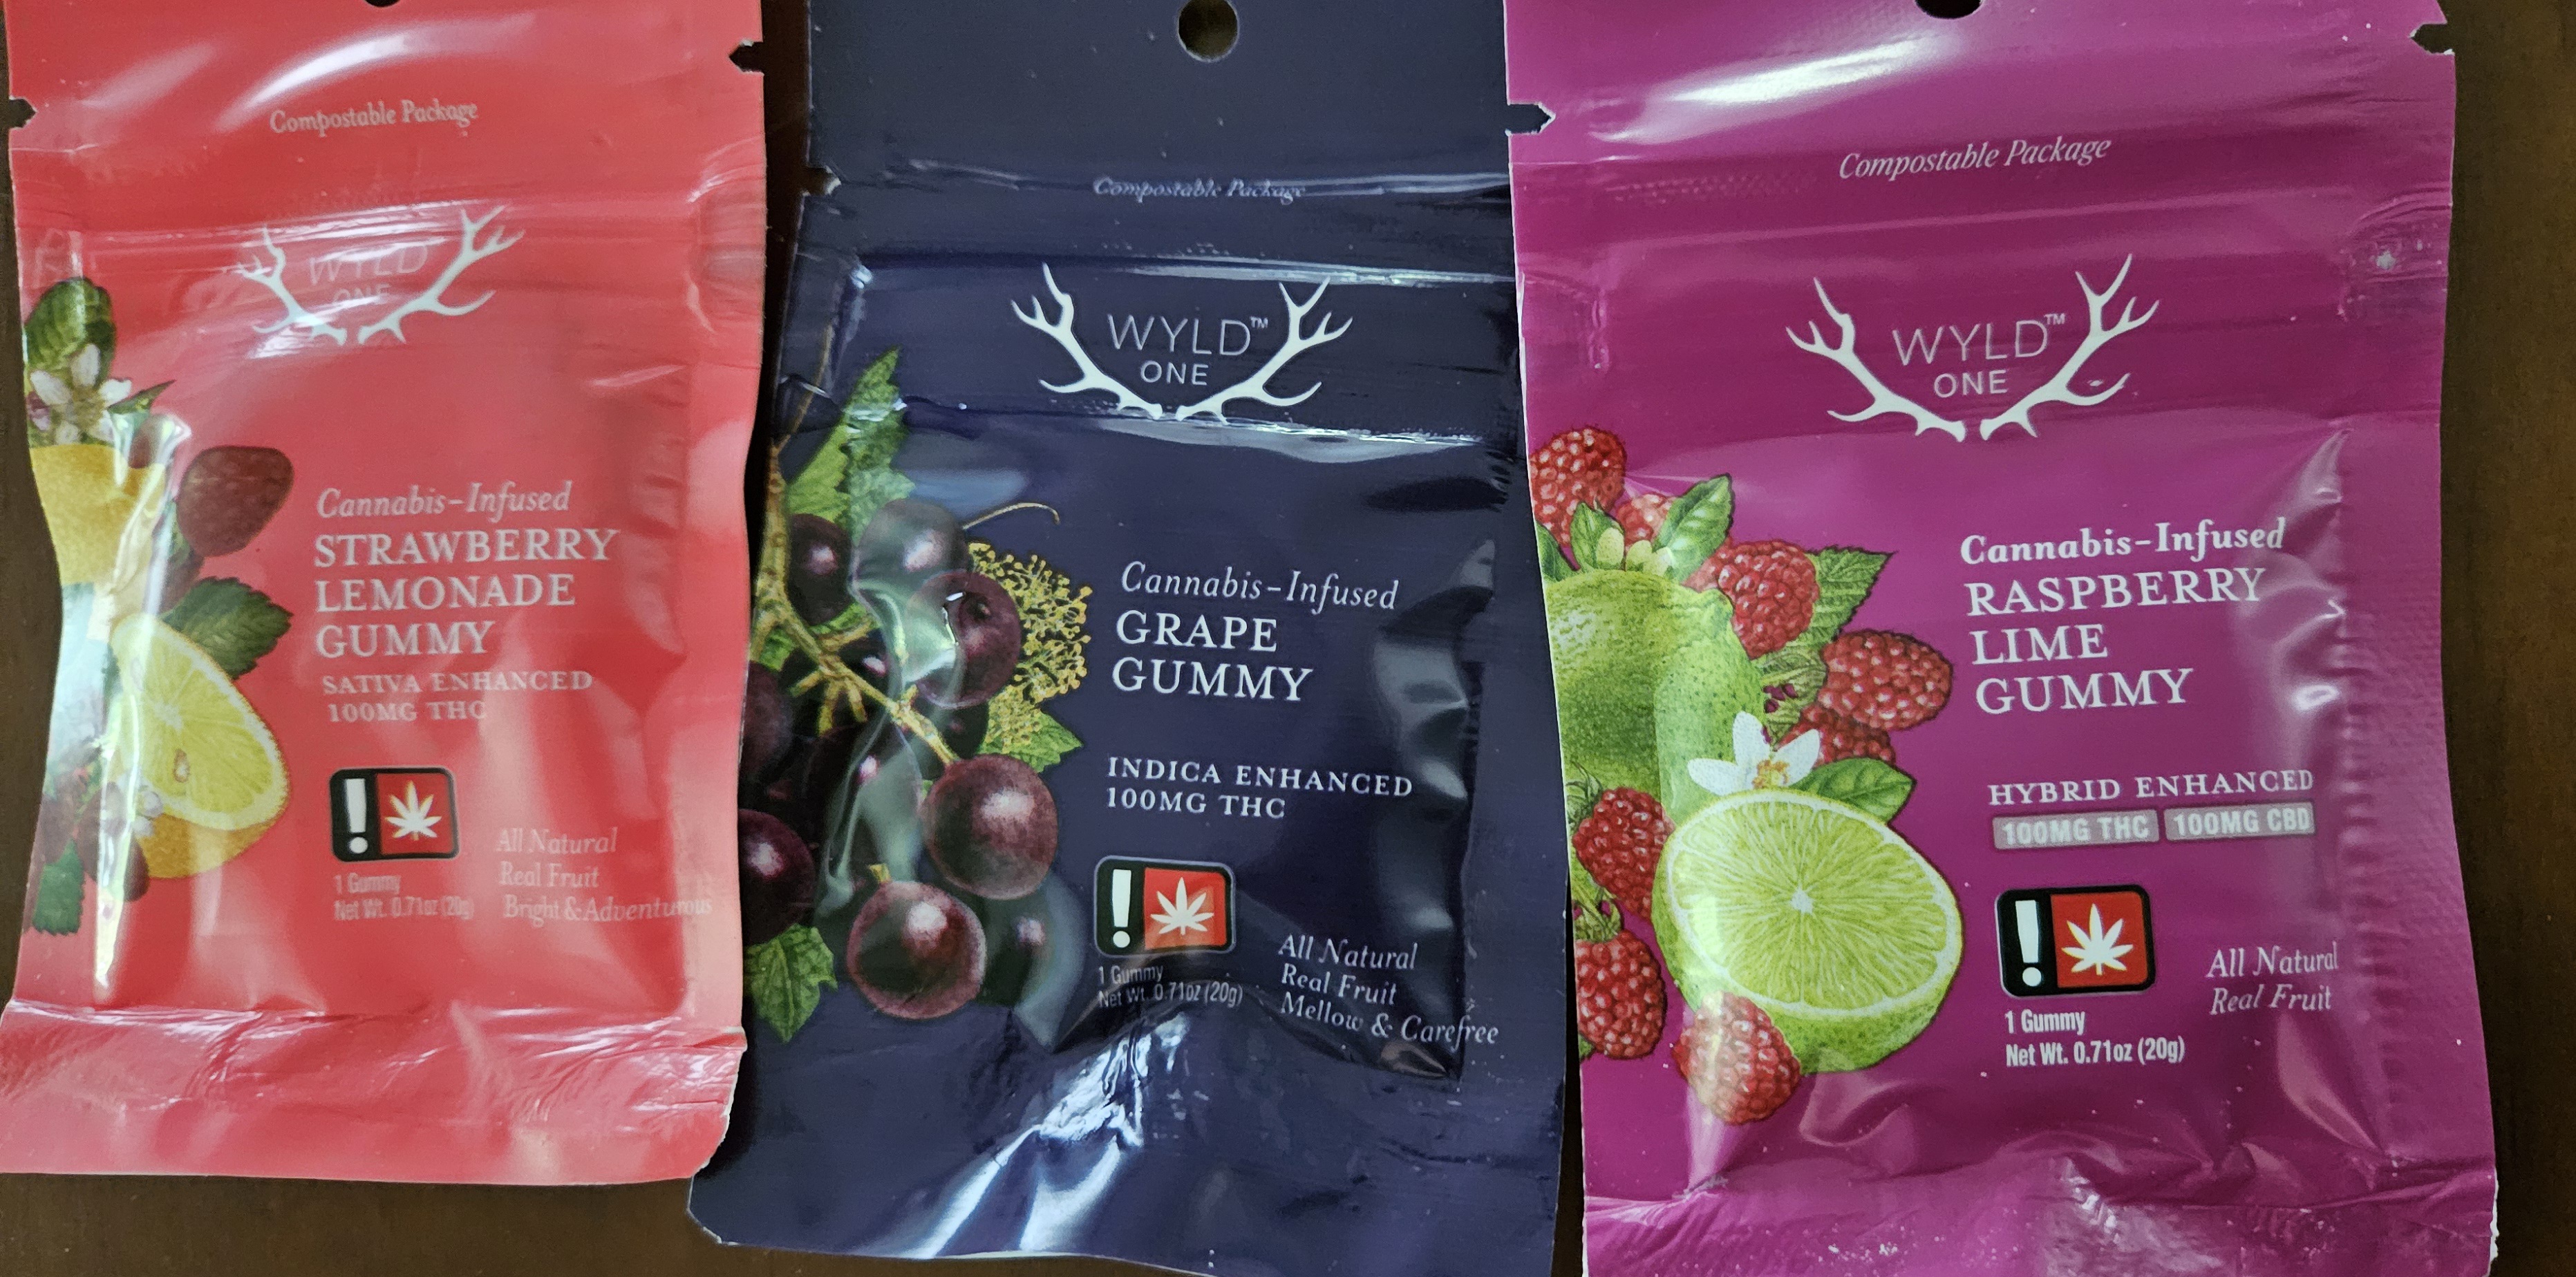 Compostable Package
WYLD
ONE
Cannabis-Infused
STRAWBERRY
LEMONADE
GUMMY
SATIVA ENHANCED
100MG THC
1 Gummy
Net Wt. 0.71oz (20g)
All Natural
Real Fruit
Bright & Adventurous
Compostable Package
WYLD™
ONE
Cannabis-Infused
GRAPE
GUMMY
INDICA ENHANCED
100MG THC
1 Gummy
Net Wt. 0.71oz (20g)
All Natural
Real Fruit
Mellow & Carefree
Compostable Package
WYLD™
ONE
Cannabis-Infused
RASPBERRY
LIME
GUMMY
HYBRID ENHANCED
100MG THC 100MG CBD
1 Gummy
Net Wt. 0.71oz (20g)
All Natural
Real Fruit